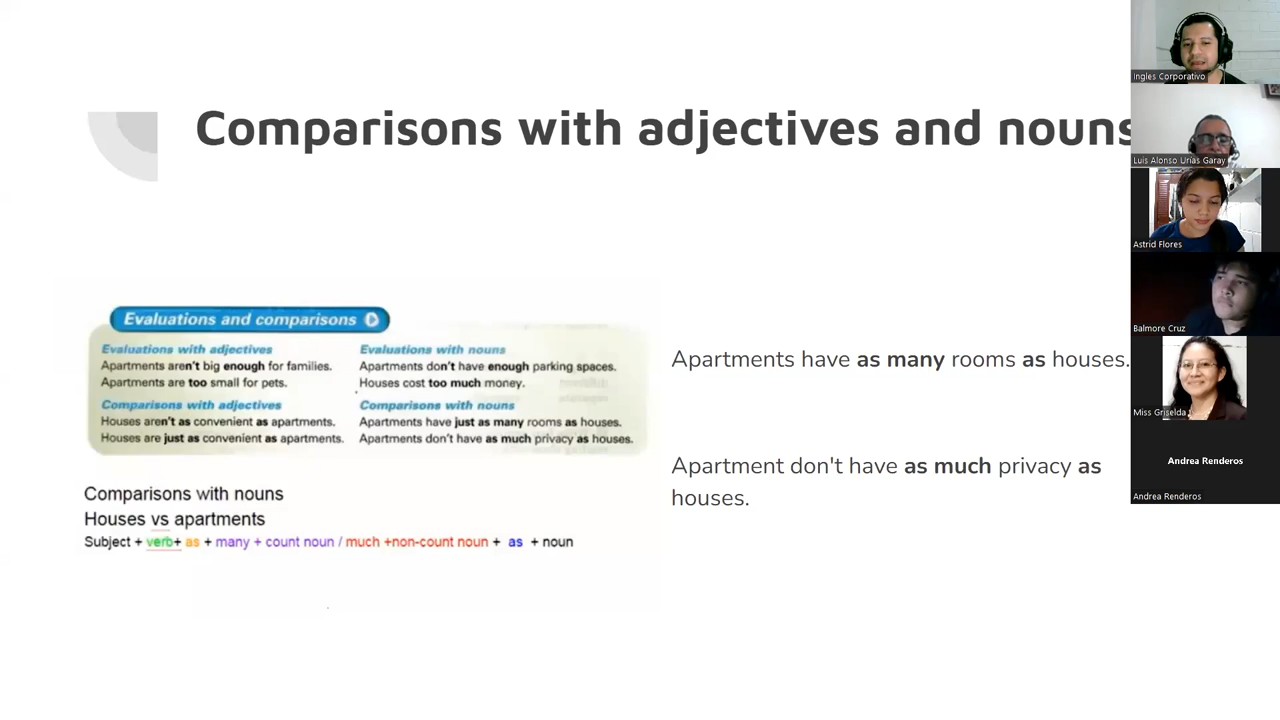 Comparisons with adjectives and nouns
Evaluations and comparisons
Evaluations with adjectives
Apartments aren't big enough for families.
Apartments are too small for pets.
Evaluations with nouns
Apartments don't have enough parking spaces.
Houses cost too much money.
Comparisons with adjectives
Houses aren't as convenient as apartments.
Houses are just as convenient as apartments.
Comparisons with nouns
Apartments have just as many rooms as houses.
Apartments don't have as much privacy as houses.
Comparisons with nouns
Houses vs apartments
Subject + verb+ as + many + count noun / much +non-count noun + as + noun
Apartments have as many rooms as houses.
Apartment don't have as much privacy as
houses.
Ingles Corporativo
Luis Alonso Urías Garay
Astrid Flores
Balmore Cruz
Miss Griselda
Andrea Renderos
Andrea Renderos